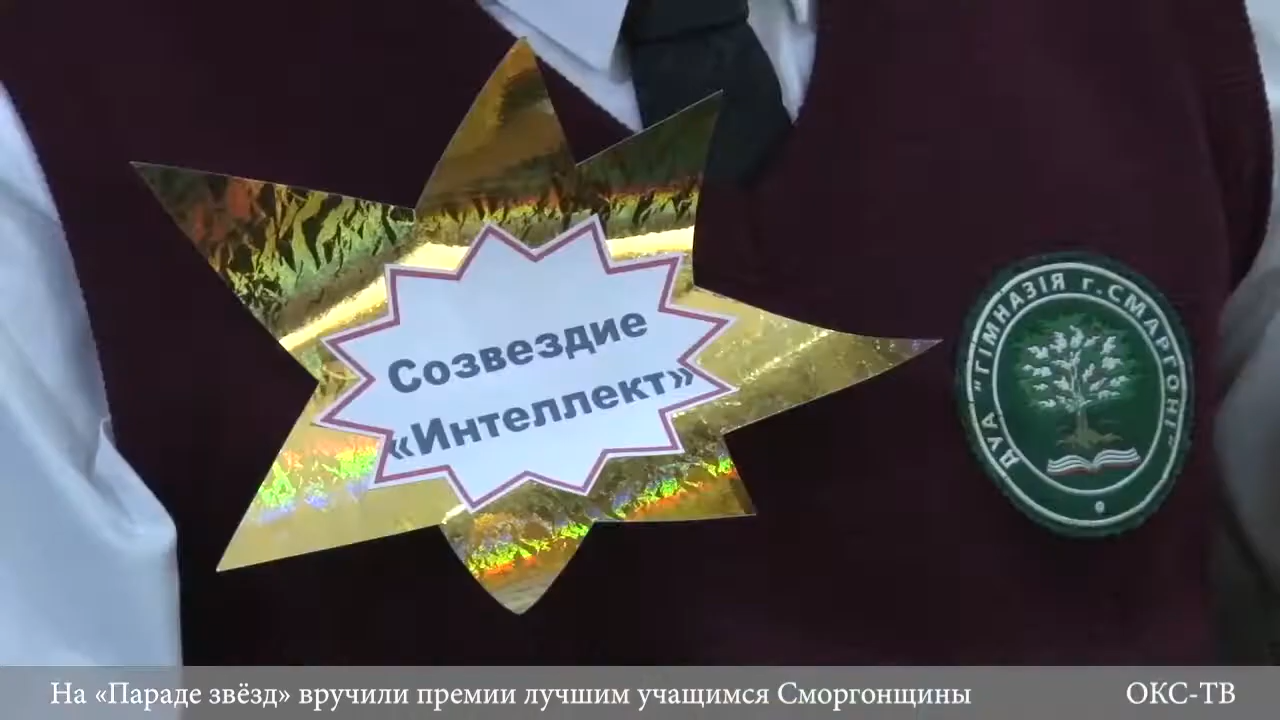 Созвездие
«Интеллект»
ДУА "ГІМНАЗІЯ г.СМАРГОНІ"
На «Параде звёзд» вручили премии лучшим учащимся Сморгонщины
ОКС-ТВ